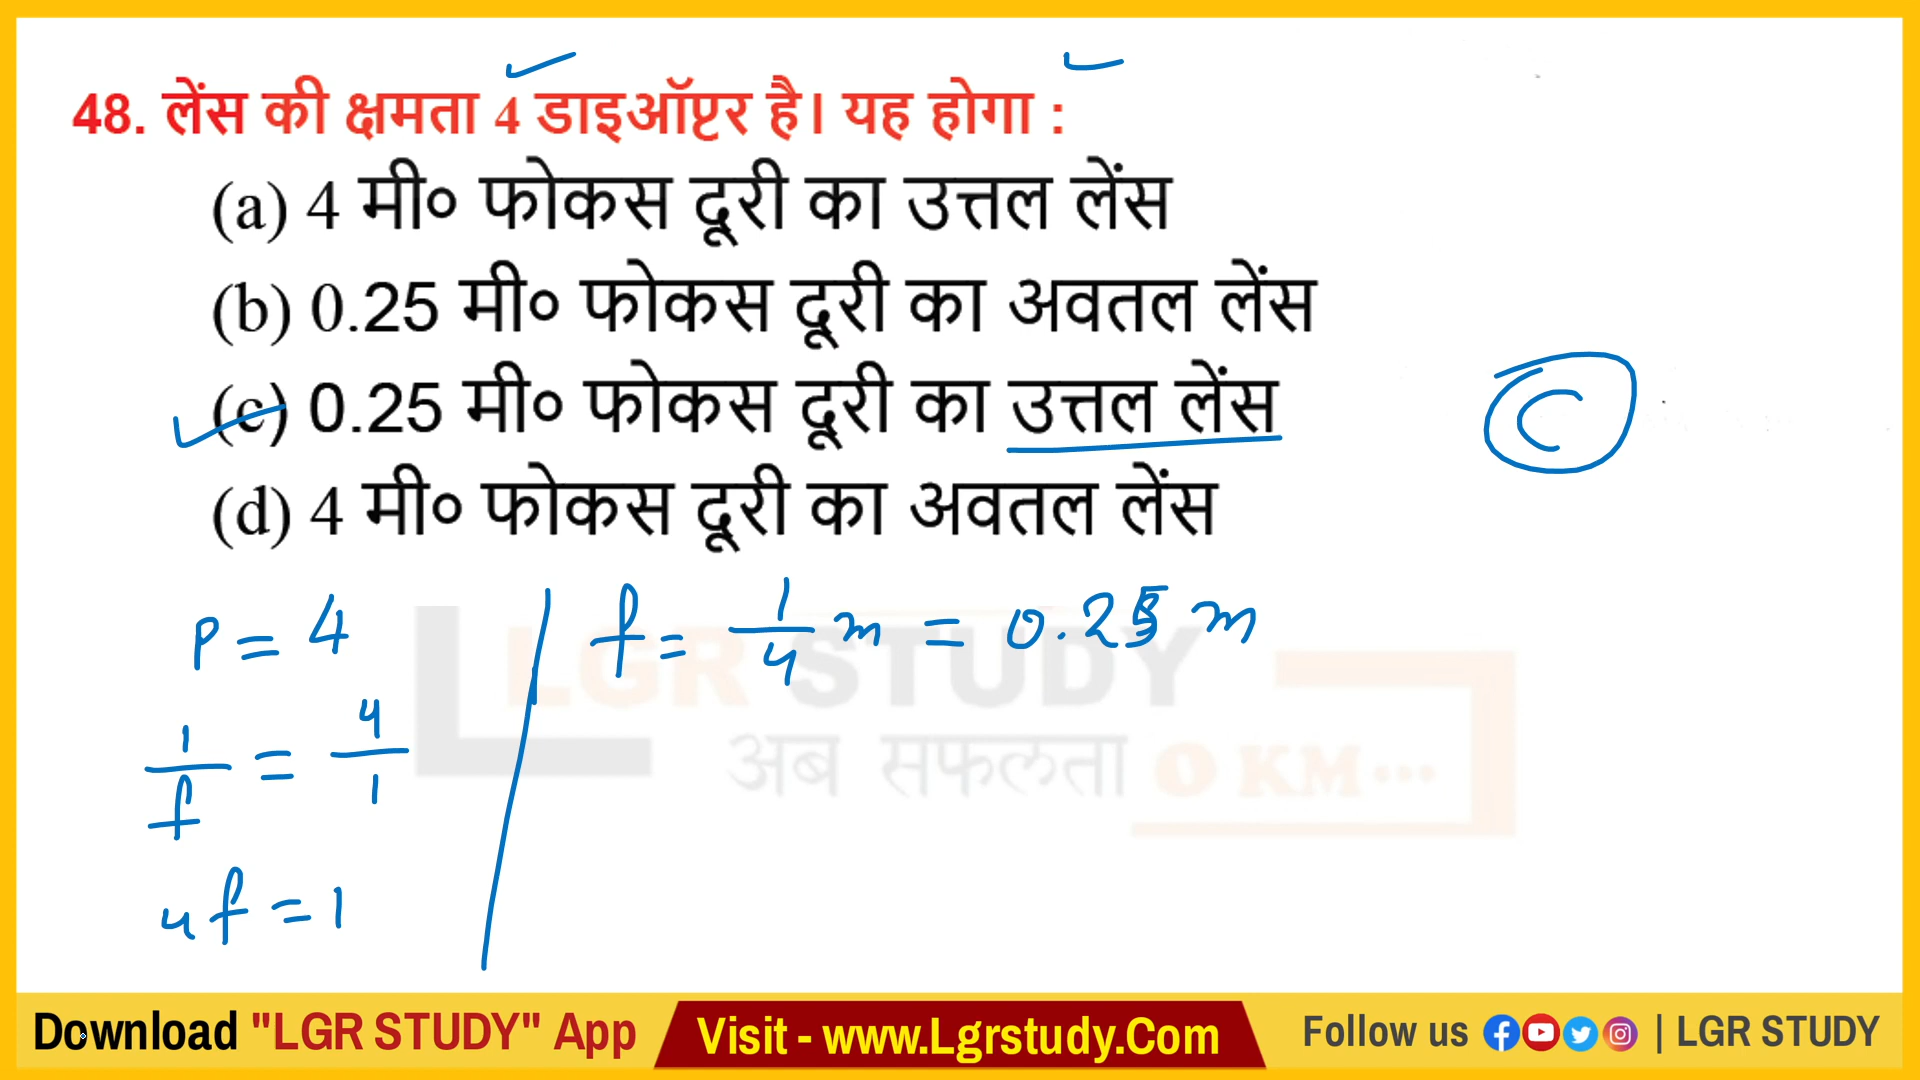 48. लेंस की क्षमता 4 डाइऑप्टर है। यह होगा :
(a) 4 मी० फोकस दूरी का उत्तल लेंस
(b) 0.25 मी० फोकस दूरी का अवतल लेंस
(c) 0.25 मी० फोकस दूरी का उत्तल लेंस
C
(d) 4 मी० फोकस दूरी का अवतल लेंस
P = 4
f = 1/4 m = 0.25 m
1/f = 4/1
4f = 1
LGR STUDY
अब सफलता 0 KM...
Download "LGR STUDY" App
Visit - www.Lgrstudy.Com
Follow us | LGR STUDY